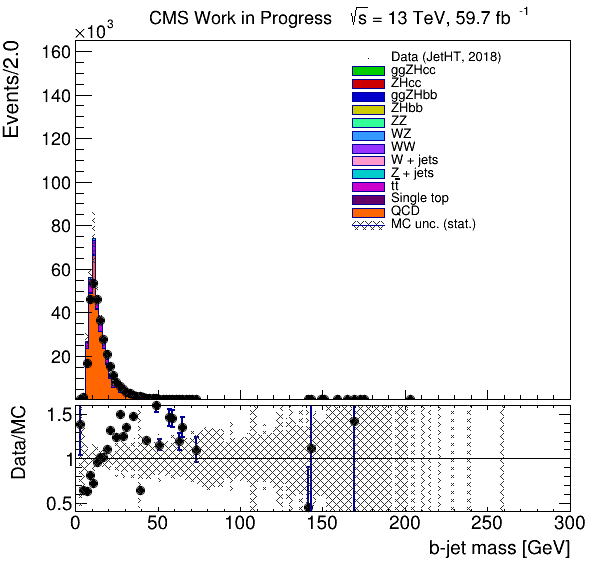 CMS Work in Progress √s = 13 TeV, 59.7 fb⁻¹
×10³
Events/2.0
160
140
120
100
80
60
40
20
Data (JetHT, 2018)
ggZHcc
ZHcc
ggZHbb
ZHbb
ZZ
WZ
WW
W + jets
Z + jets
tt̄
Single top
QCD
MC unc. (stat.)
Data/MC
1.5
1
0.5
0 50 100 150 200 250 300
b-jet mass [GeV]